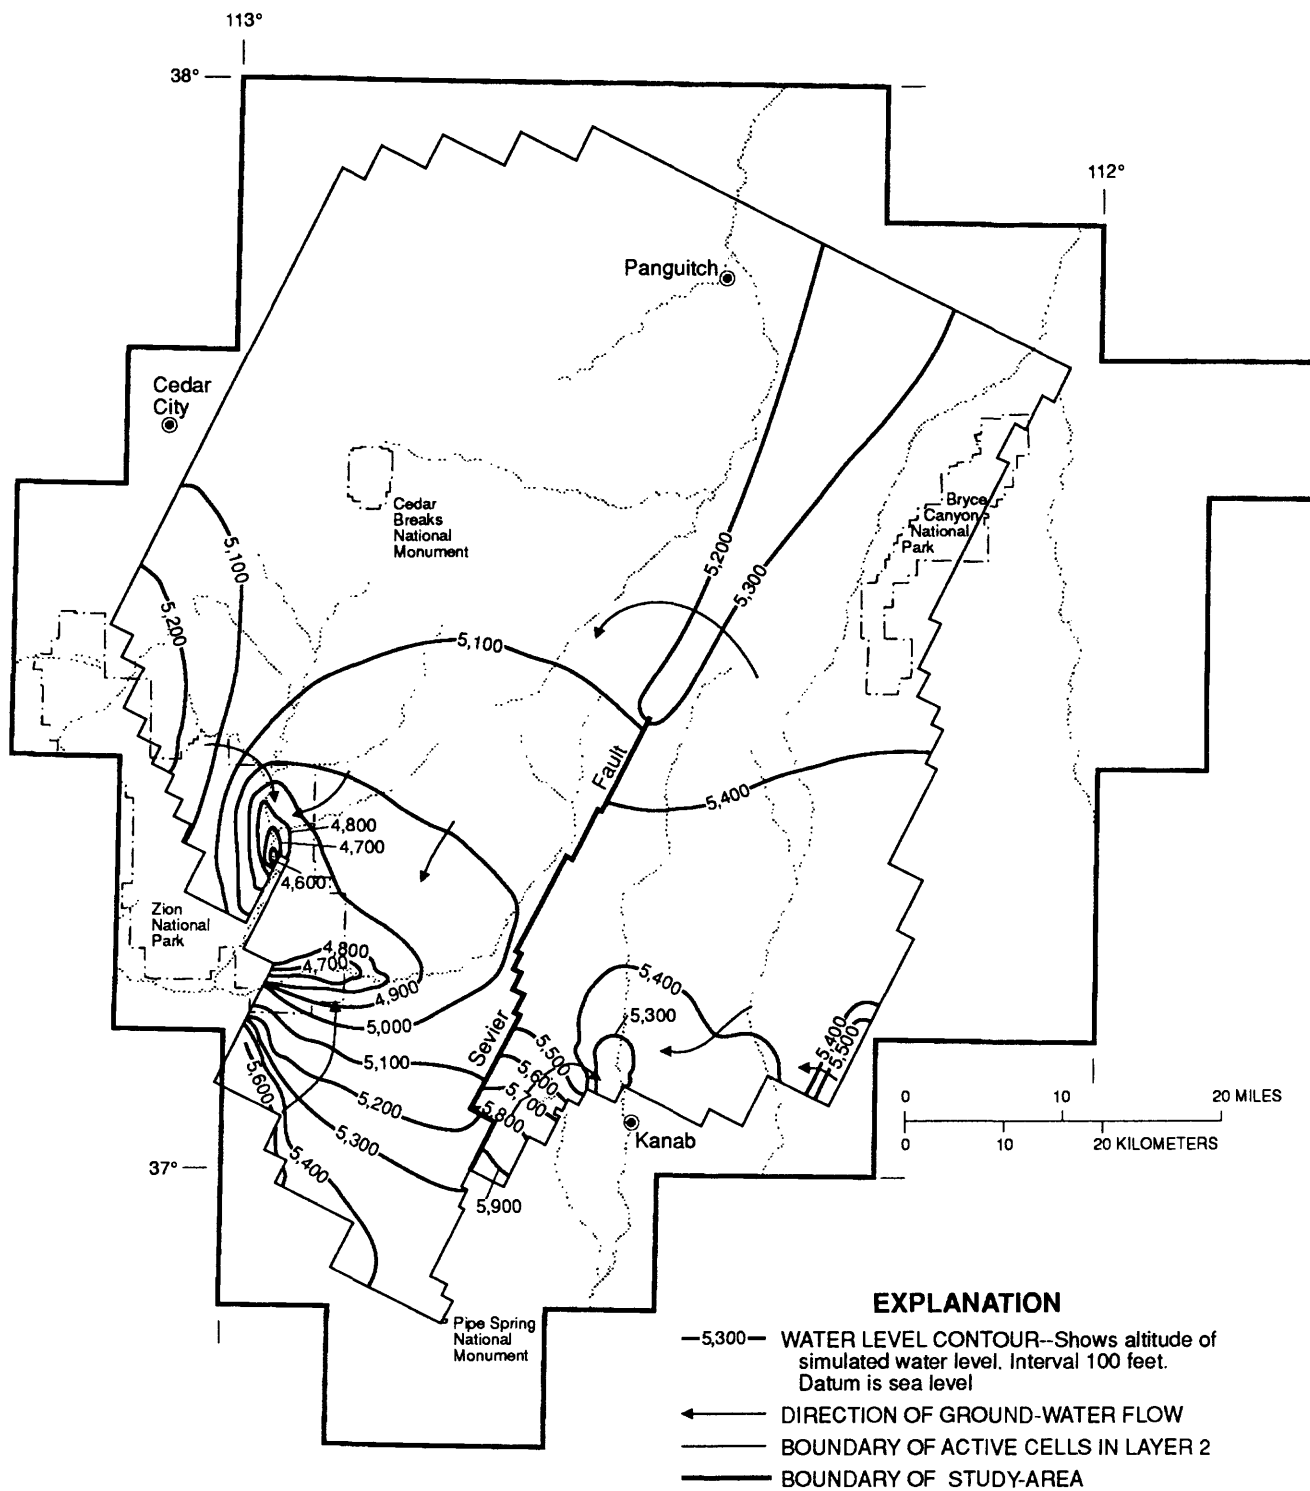 113°
38°
112°
Panguitch
Cedar
City
Cedar
Breaks
National
Monument
Bryce
Canyon
National
Park
5,100
5,200
5,200
5,300
5,100
Fault
5,400
4,800
4,700
4,600
Zion
National
Park
4,800
4,700
4,900
5,000
5,400
5,300
Sevier
5,500
5,600
5,700
5,800
5,400
5,500
5,100
5,600
5,200
5,300
5,400
5,900
Kanab
37°
0 10 20 MILES
0 10 20 KILOMETERS
Pipe Spring
National
Monument
EXPLANATION
—5,300— WATER LEVEL CONTOUR--Shows altitude of
simulated water level. Interval 100 feet.
Datum is sea level
DIRECTION OF GROUND-WATER FLOW
BOUNDARY OF ACTIVE CELLS IN LAYER 2
BOUNDARY OF STUDY-AREA